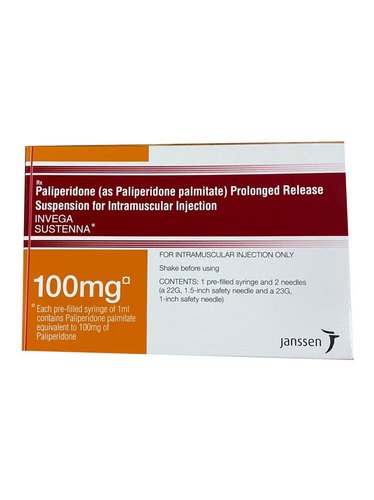 Rx
Paliperidone (as Paliperidone palmitate) Prolonged Release
Suspension for Intramuscular Injection
INVEGA
SUSTENNA*
100mg¤
¤ Each pre-filled syringe of 1ml
contains Paliperidone palmitate
equivalent to 100mg of
Paliperidone
FOR INTRAMUSCULAR INJECTION ONLY
Shake before using
CONTENTS: 1 pre-filled syringe and 2 needles
(a 22G, 1.5-inch safety needle and a 23G,
1-inch safety needle)
janssen